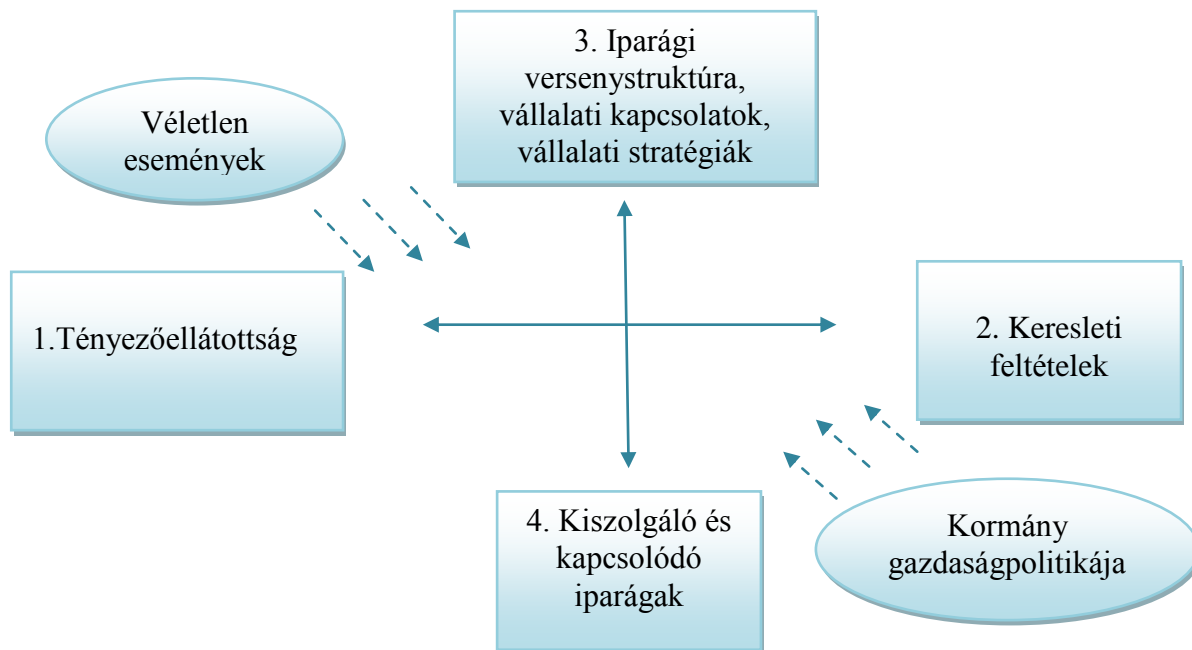 3. Iparági
versenystruktúra,
vállalati kapcsolatok,
vállalati stratégiák
Véletlen
események
1.Tényezőellátottság
2. Keresleti
feltételek
4. Kiszolgáló és
kapcsolódó
iparágak
Kormány
gazdaságpolitikája